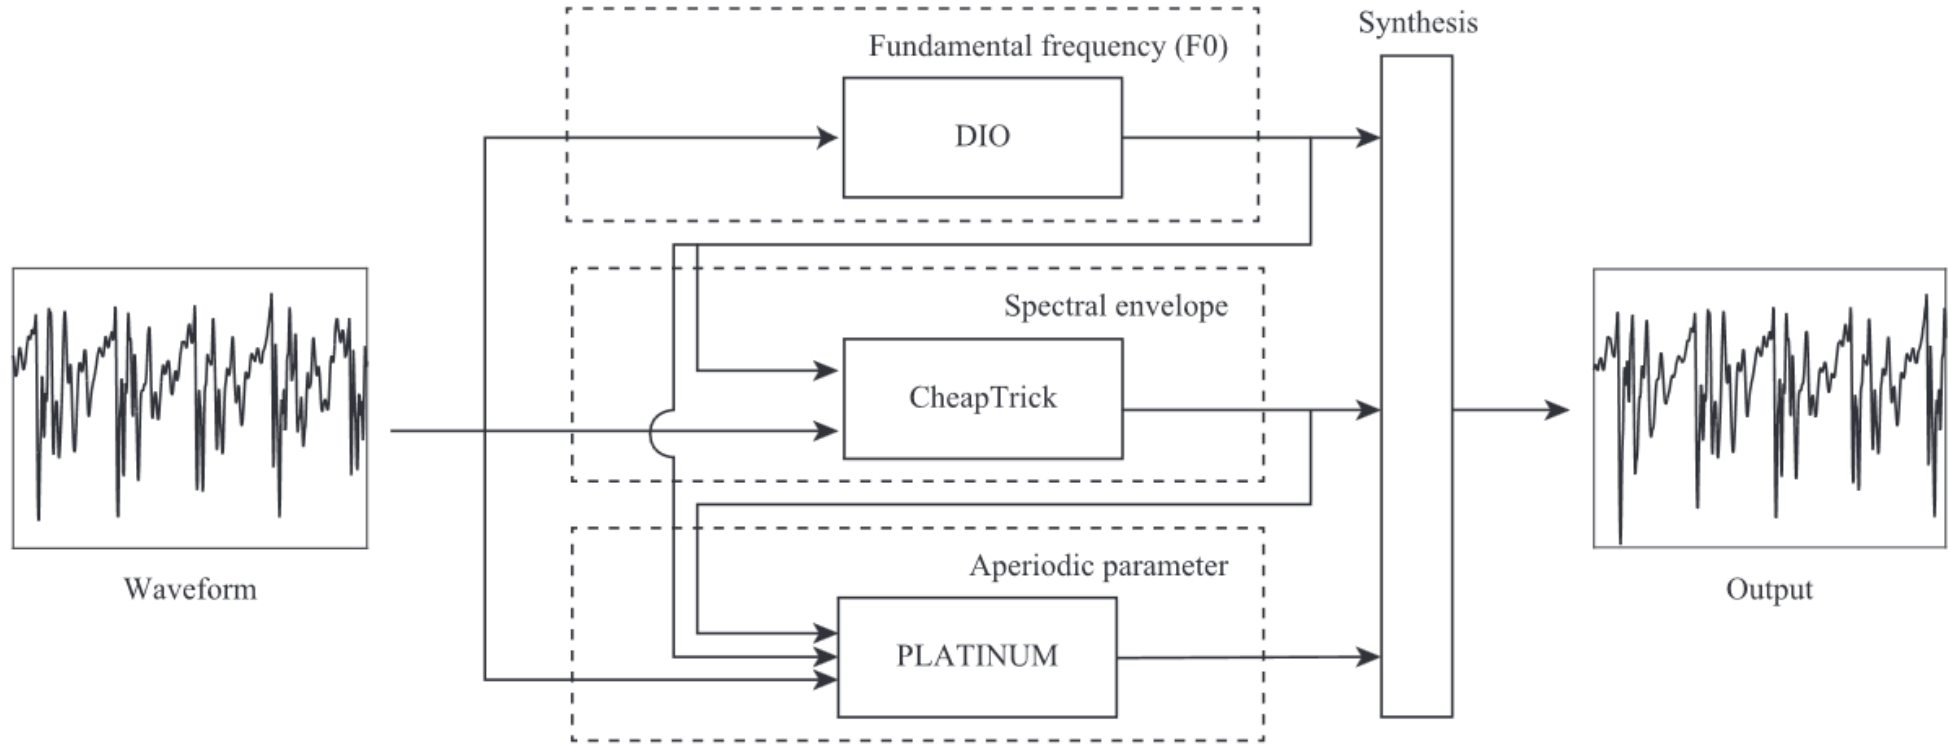 Synthesis
Fundamental frequency (F0)
DIO
Spectral envelope
CheapTrick
Aperiodic parameter
Waveform
Output
PLATINUM